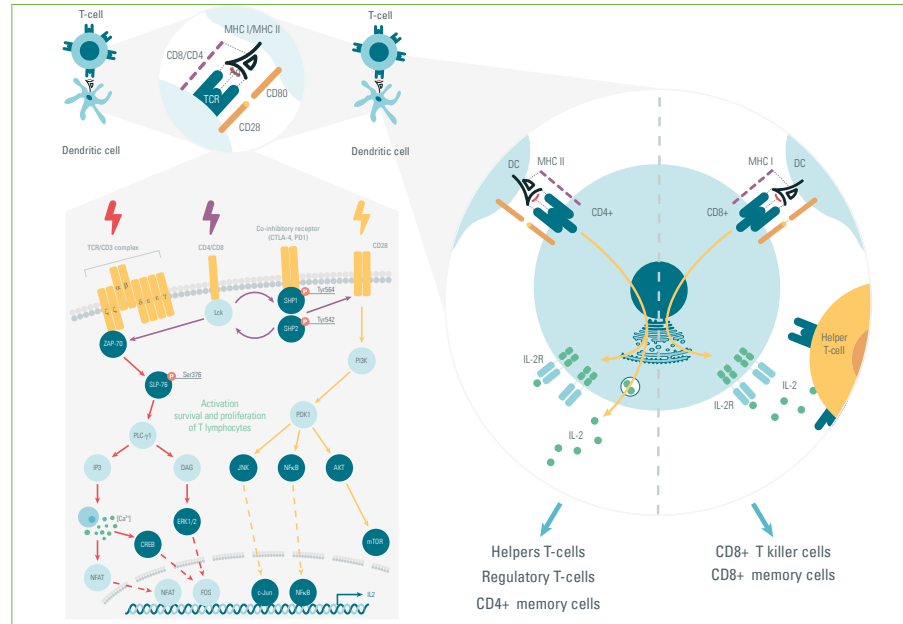 T-cell
Dendritic cell
MHC I/MHC II
CD8/CD4
Ag
TCR
CD80
CD28
T-cell
Dendritic cell
TCR/CD3 complex
CD4/CD8
Co-inhibitory receptor
(CTLA-4, PD1)
CD28
α β
δ ε ε γ
ζ ζ
Lck
SHP1
P
Tyr564
SHP2
P
Tyr542
ZAP-70
PI3K
SLP-76
P
Ser376
Activation
survival and proliferation
of T lymphocytes
PDK1
PLC-γ1
IP3
DAG
JNK
NFκB
AKT
[Ca²⁺]
ERK1/2
CREB
mTOR
NFAT
NFAT
FOS
c-Jun
NFκB
IL2
DC
MHC II
CD4+
MHC I
DC
CD8+
IL-2R
IL-2
IL-2R
IL-2
Helper
T-cell
Helpers T-cells
Regulatory T-cells
CD4+ memory cells
CD8+ T killer cells
CD8+ memory cells